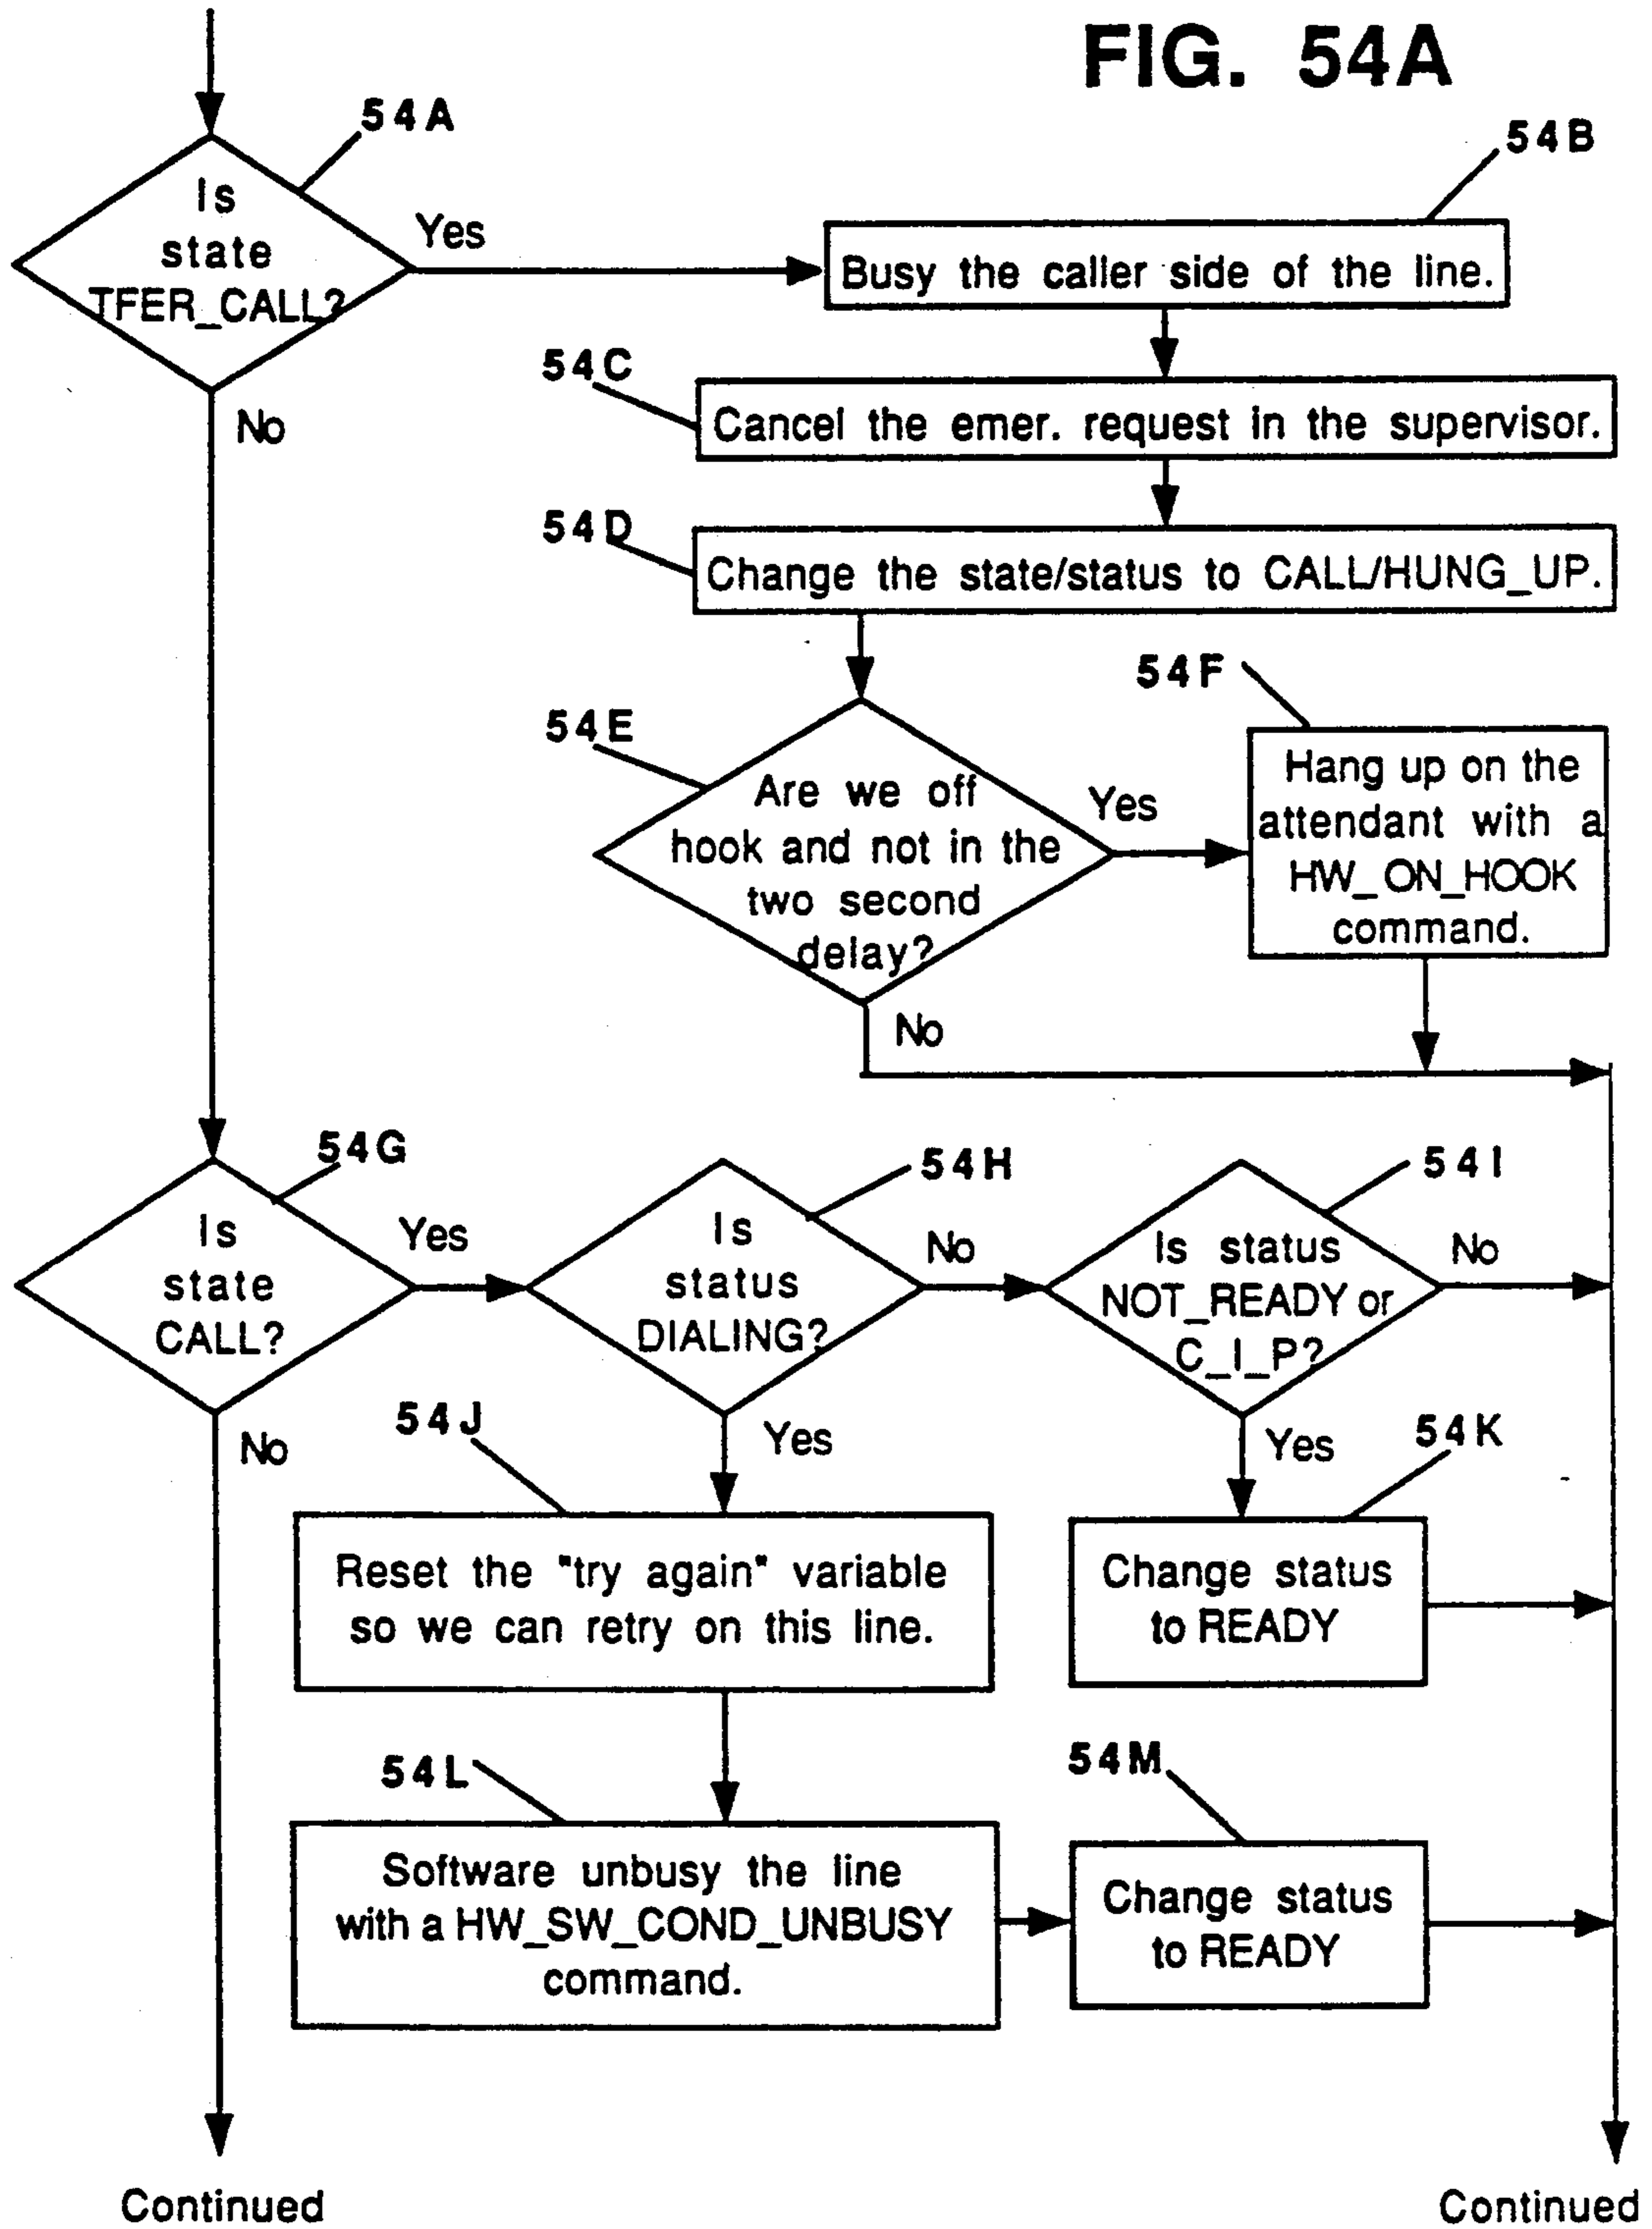 FIG. 54A
54A
Is
state
TFER_CALL?
Yes
No
54B
Busy the caller side of the line.
54C
Cancel the emer. request in the supervisor.
54D
Change the state/status to CALL/HUNG_UP.
54E
Are we off
hook and not in the
two second
delay?
Yes
No
54F
Hang up on the
attendant with a
HW_ON_HOOK
command.
54G
Is
state
CALL?
Yes
No
54H
Is
status
DIALING?
No
Yes
54I
Is status
NOT_READY or
C_I_P?
No
Yes
54J
Reset the "try again" variable
so we can retry on this line.
54K
Change status
to READY
54L
Software unbusy the line
with a HW_SW_COND_UNBUSY
command.
54M
Change status
to READY
Continued
Continued